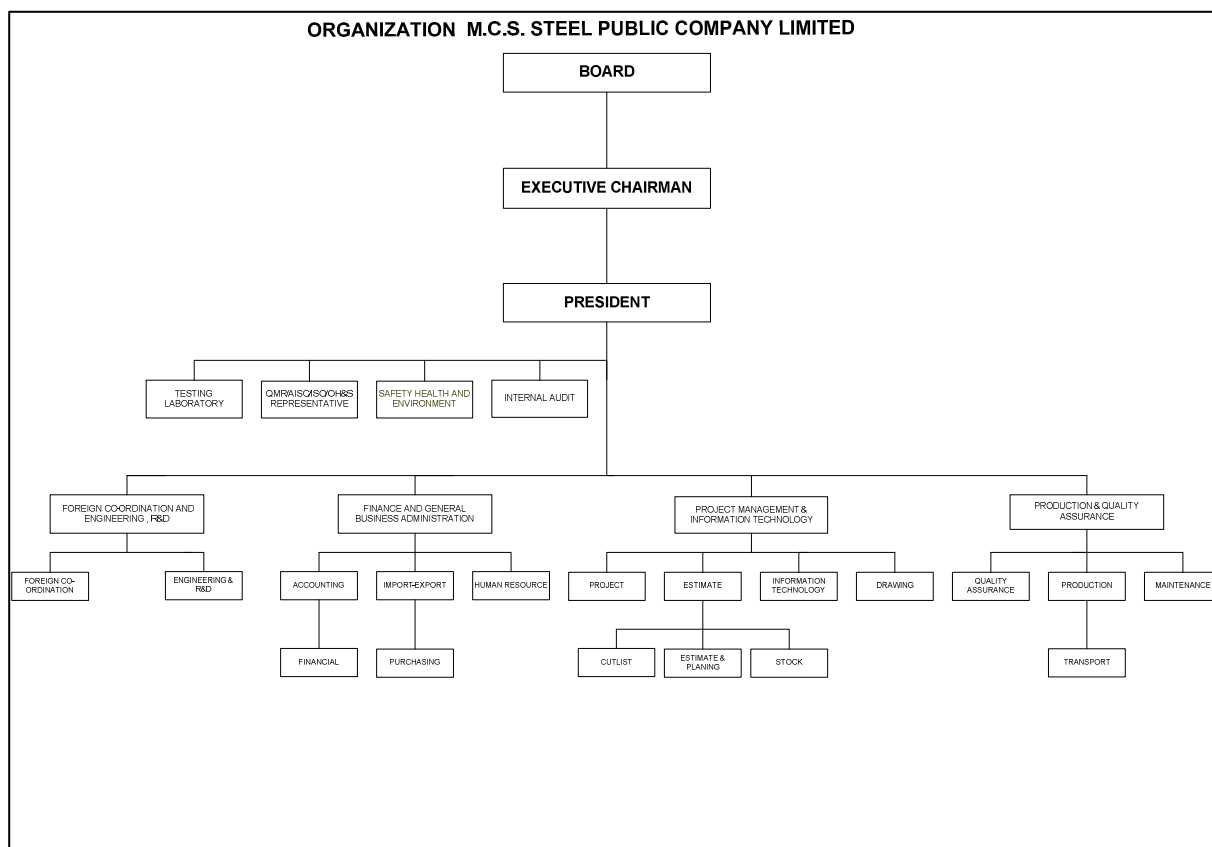 ORGANIZATION M.C.S. STEEL PUBLIC COMPANY LIMITED
BOARD
EXECUTIVE CHAIRMAN
PRESIDENT
TESTING
LABORATORY
QMR/AISC/ISO/OH&S
REPRESENTATIVE
SAFETY HEALTH AND
ENVIRONMENT
INTERNAL AUDIT
FOREIGN CO-ORDINATION AND
ENGINEERING , R&D
FINANCE AND GENERAL
BUSINESS ADMINISTRATION
PROJECT MANAGEMENT &
INFORMATION TECHNOLOGY
PRODUCTION & QUALITY
ASSURANCE
FOREIGN CO-
ORDINATION
ENGINEERING &
R&D
ACCOUNTING
IMPORT-EXPORT
HUMAN RESOURCE
PROJECT
ESTIMATE
INFORMATION
TECHNOLOGY
DRAWING
QUALITY
ASSURANCE
PRODUCTION
MAINTENANCE
FINANCIAL
PURCHASING
CUTLIST
ESTIMATE &
PLANING
STOCK
TRANSPORT